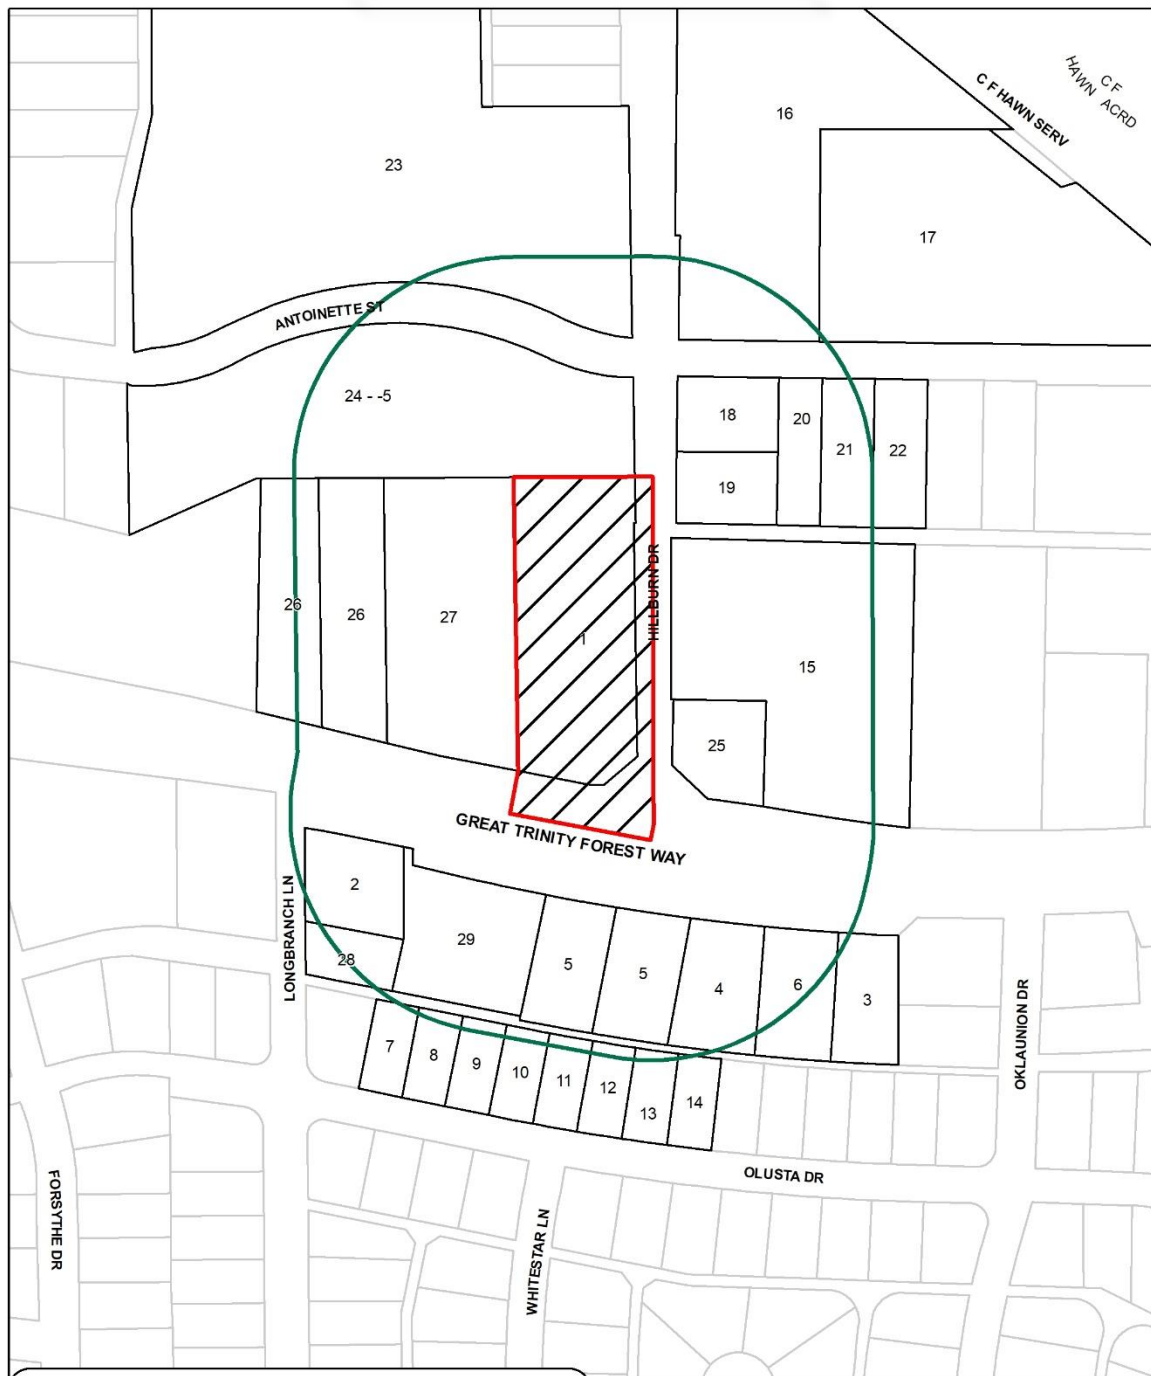 C F
HAWN ACRD
C F HAWN SERV
16
23
17
ANTOINETTE ST
24 - -5
18
20
21
22
19
26
26
27
1
HILLBURN DR
15
25
GREAT TRINITY FOREST WAY
2
LONGBRANCH LN
29
28
5
5
4
6
3
OKLAUNION DR
7
8
9
10
11
12
13
14
OLUSTA DR
FORSYTHE DR
WHITESTAR LN